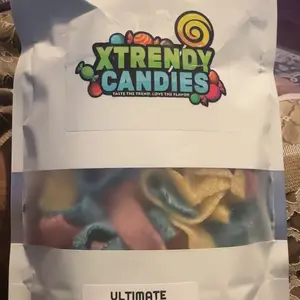 XTRENDY
CANDIES
TASTE THE TREND, LOVE THE FLAVOR
ULTIMATE